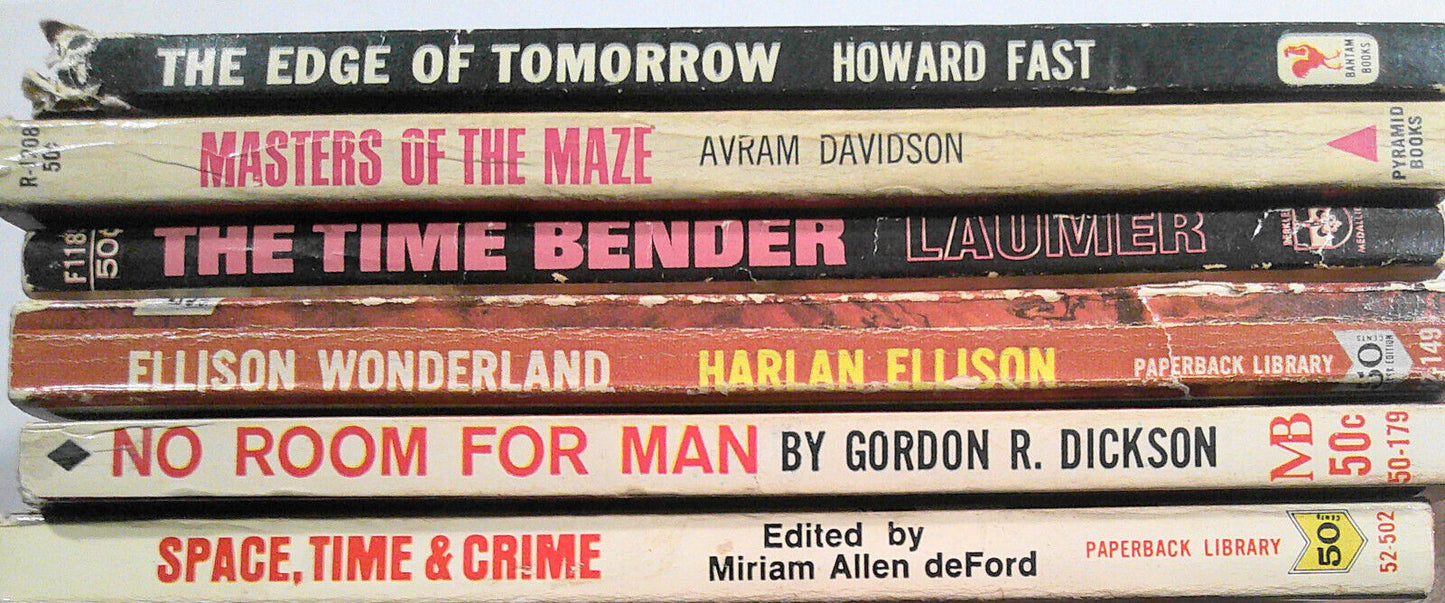 THE EDGE OF TOMORROW HOWARD FAST BANTAM BOOKS
50¢ MASTERS OF THE MAZE AVRAM DAVIDSON PYRAMID BOOKS
50¢ THE TIME BENDER LAUMER MEDALLION
ELLISON WONDERLAND HARLAN ELLISON PAPERBACK LIBRARY 50 CENTS
NO ROOM FOR MAN BY GORDON R. DICKSON MB 50c 50-179
SPACE, TIME & CRIME Edited by
Miriam Allen deFord PAPERBACK LIBRARY 50 CENTS 52-502